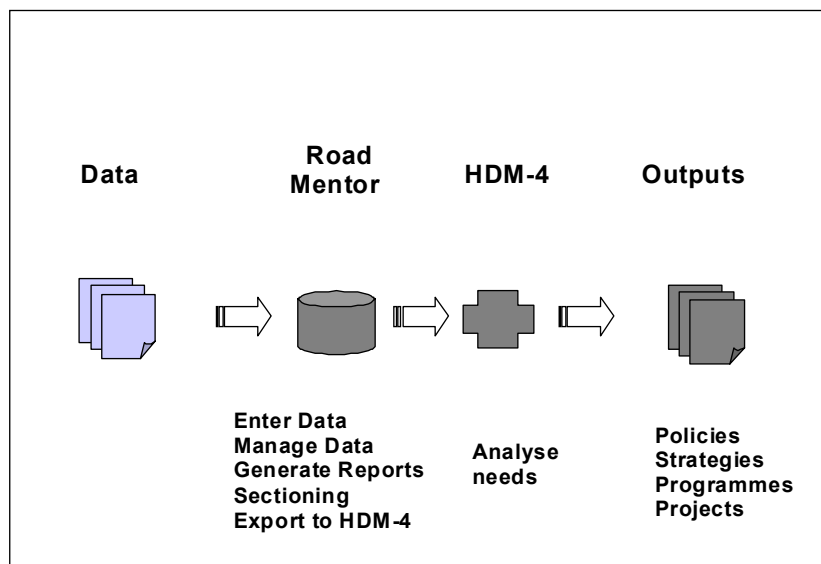 Data
Road
Mentor
HDM-4
Outputs
Enter Data
Manage Data
Generate Reports
Sectioning
Export to HDM-4
Analyse
needs
Policies
Strategies
Programmes
Projects